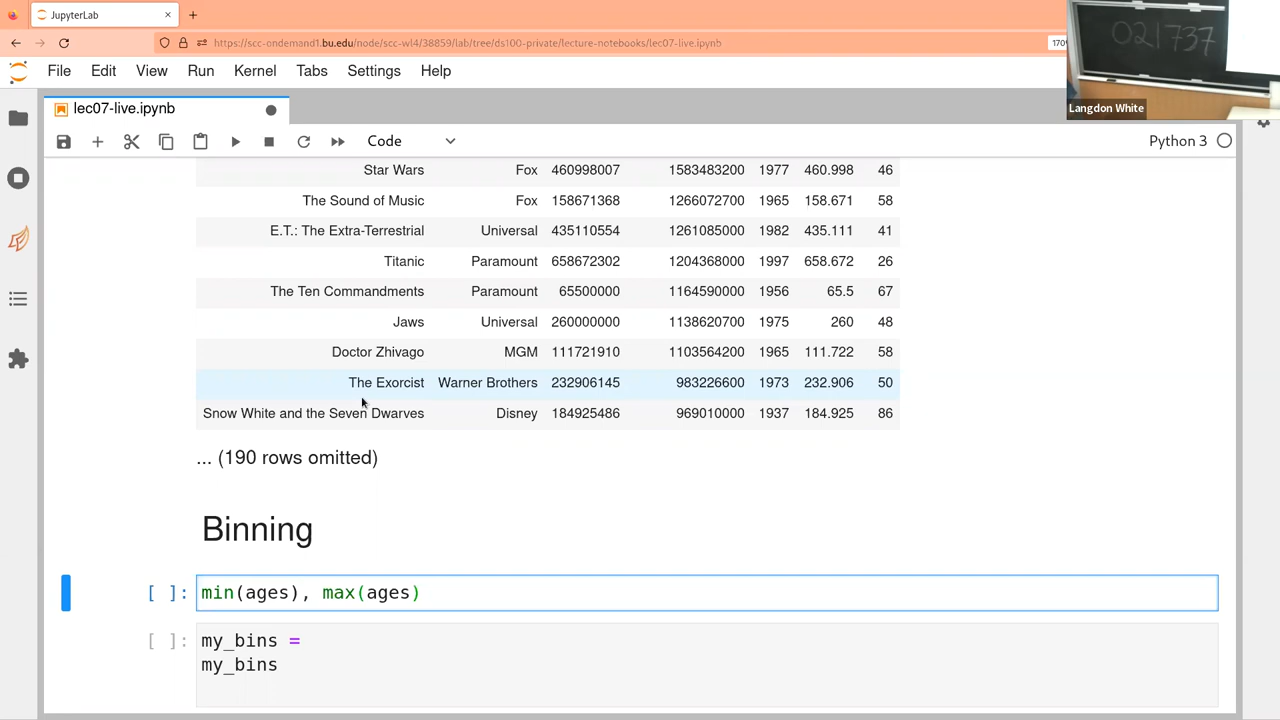 JupyterLab
https://scc-ondemand1.bu.edu/node/scc-wl4/38859/lab/tree/ds100-private/lecture-notebooks/lec07-live.ipynb
170%
021737
Langdon White
File Edit View Run Kernel Tabs Settings Help
lec07-live.ipynb
Code
Python 3
Star Wars Fox 460998007 1583483200 1977 460.998 46
The Sound of Music Fox 158671368 1266072700 1965 158.671 58
E.T.: The Extra-Terrestrial Universal 435110554 1261085000 1982 435.111 41
Titanic Paramount 658672302 1204368000 1997 658.672 26
The Ten Commandments Paramount 65500000 1164590000 1956 65.5 67
Jaws Universal 260000000 1138620700 1975 260 48
Doctor Zhivago MGM 111721910 1103564200 1965 111.722 58
The Exorcist Warner Brothers 232906145 983226600 1973 232.906 50
Snow White and the Seven Dwarves Disney 184925486 969010000 1937 184.925 86
... (190 rows omitted)
Binning
[ ]: min(ages), max(ages)
[ ]: my_bins =
my_bins